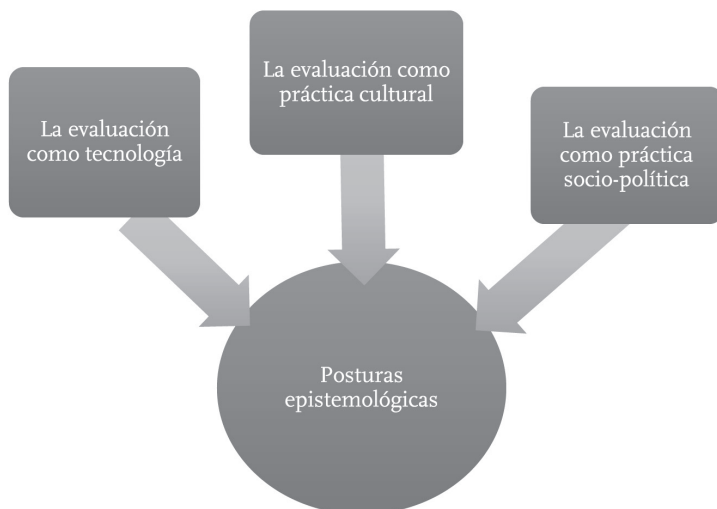 La evaluación
como tecnología
La evaluación como
práctica cultural
La evaluación
como práctica
socio-política
Posturas
epistemológicas